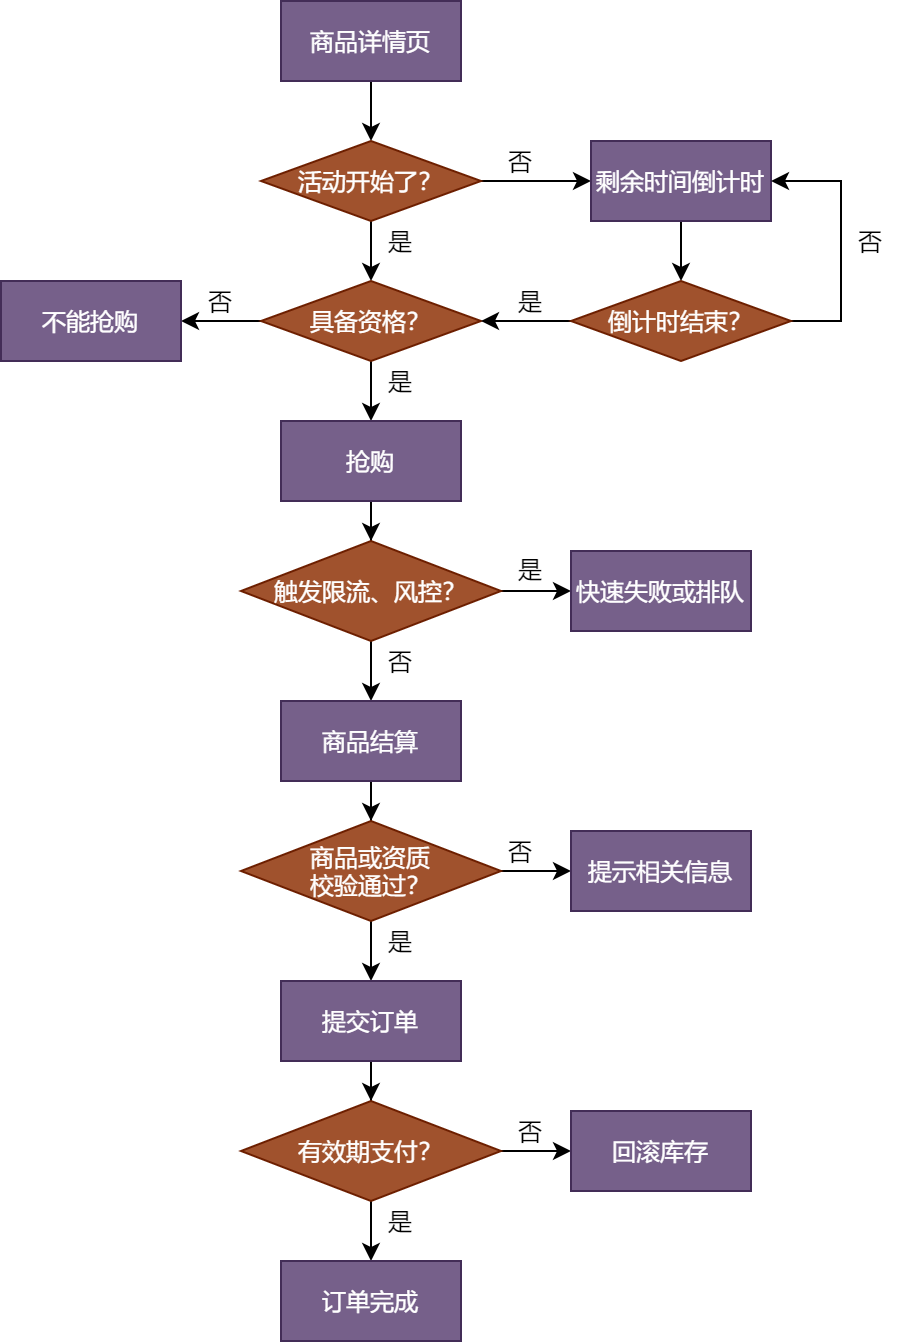 商品详情页
活动开始了？
否
剩余时间倒计时
是
否
不能抢购
否
具备资格？
是
倒计时结束？
是
抢购
触发限流、风控？
是
快速失败或排队
否
商品结算
商品或资质
校验通过？
否
提示相关信息
是
提交订单
有效期支付？
否
回滚库存
是
订单完成